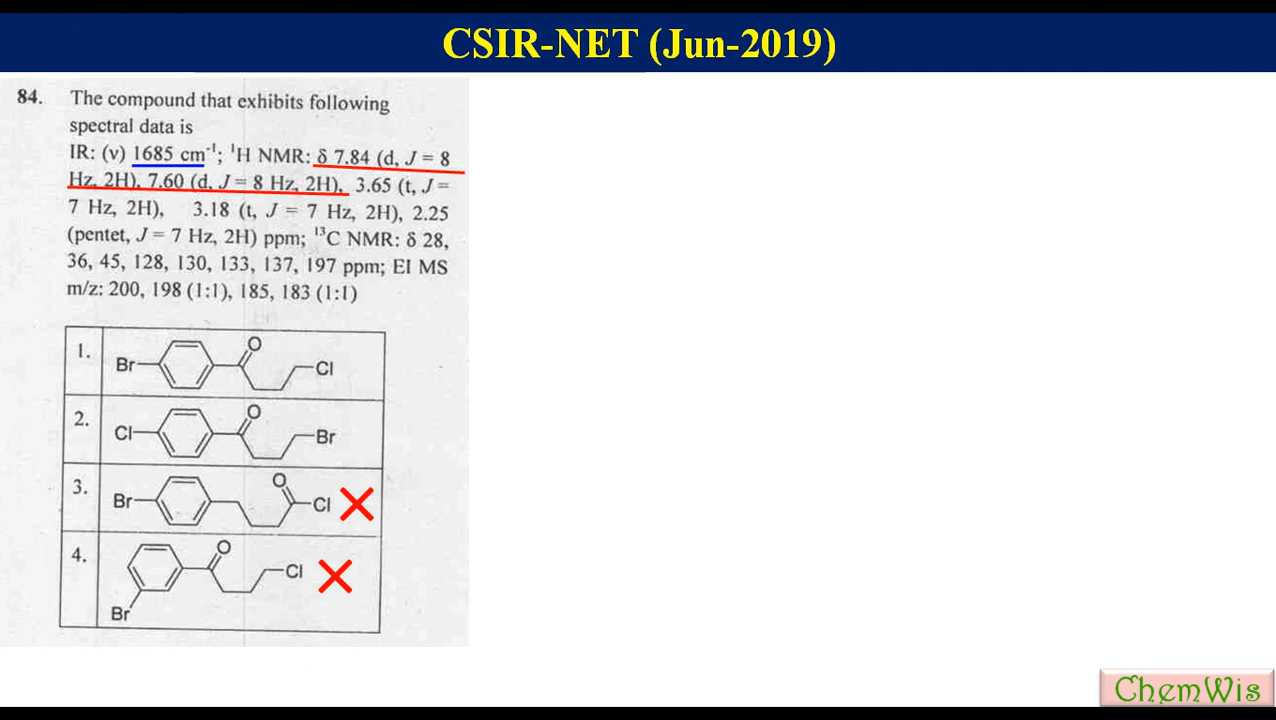 CSIR-NET (Jun-2019)
84. The compound that exhibits following
spectral data is
IR: (ν) 1685 cm⁻¹; ¹H NMR: δ 7.84 (d, J = 8
Hz, 2H), 7.60 (d, J = 8 Hz, 2H), 3.65 (t, J =
7 Hz, 2H), 3.18 (t, J = 7 Hz, 2H), 2.25
(pentet, J = 7 Hz, 2H) ppm; ¹³C NMR: δ 28,
36, 45, 128, 130, 133, 137, 197 ppm; EI MS
m/z: 200, 198 (1:1), 185, 183 (1:1)
1. Br O Cl
2. Cl O Br
3. Br O Cl
4. O Cl
Br
ChemWis